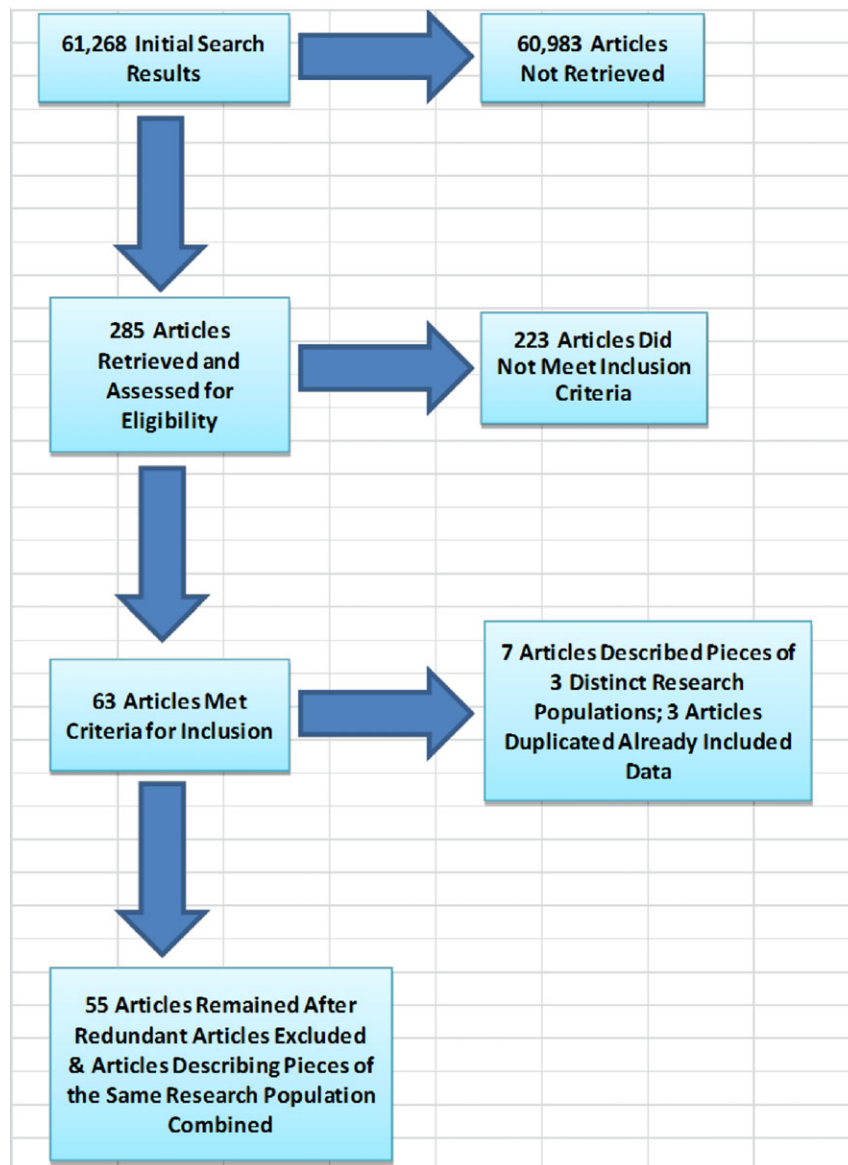 61,268 Initial Search
Results
60,983 Articles
Not Retrieved
285 Articles
Retrieved and
Assessed for
Eligibility
223 Articles Did
Not Meet Inclusion
Criteria
63 Articles Met
Criteria for Inclusion
7 Articles Described Pieces of
3 Distinct Research
Populations; 3 Articles
Duplicated Already Included
Data
55 Articles Remained After
Redundant Articles Excluded
& Articles Describing Pieces of
the Same Research Population
Combined